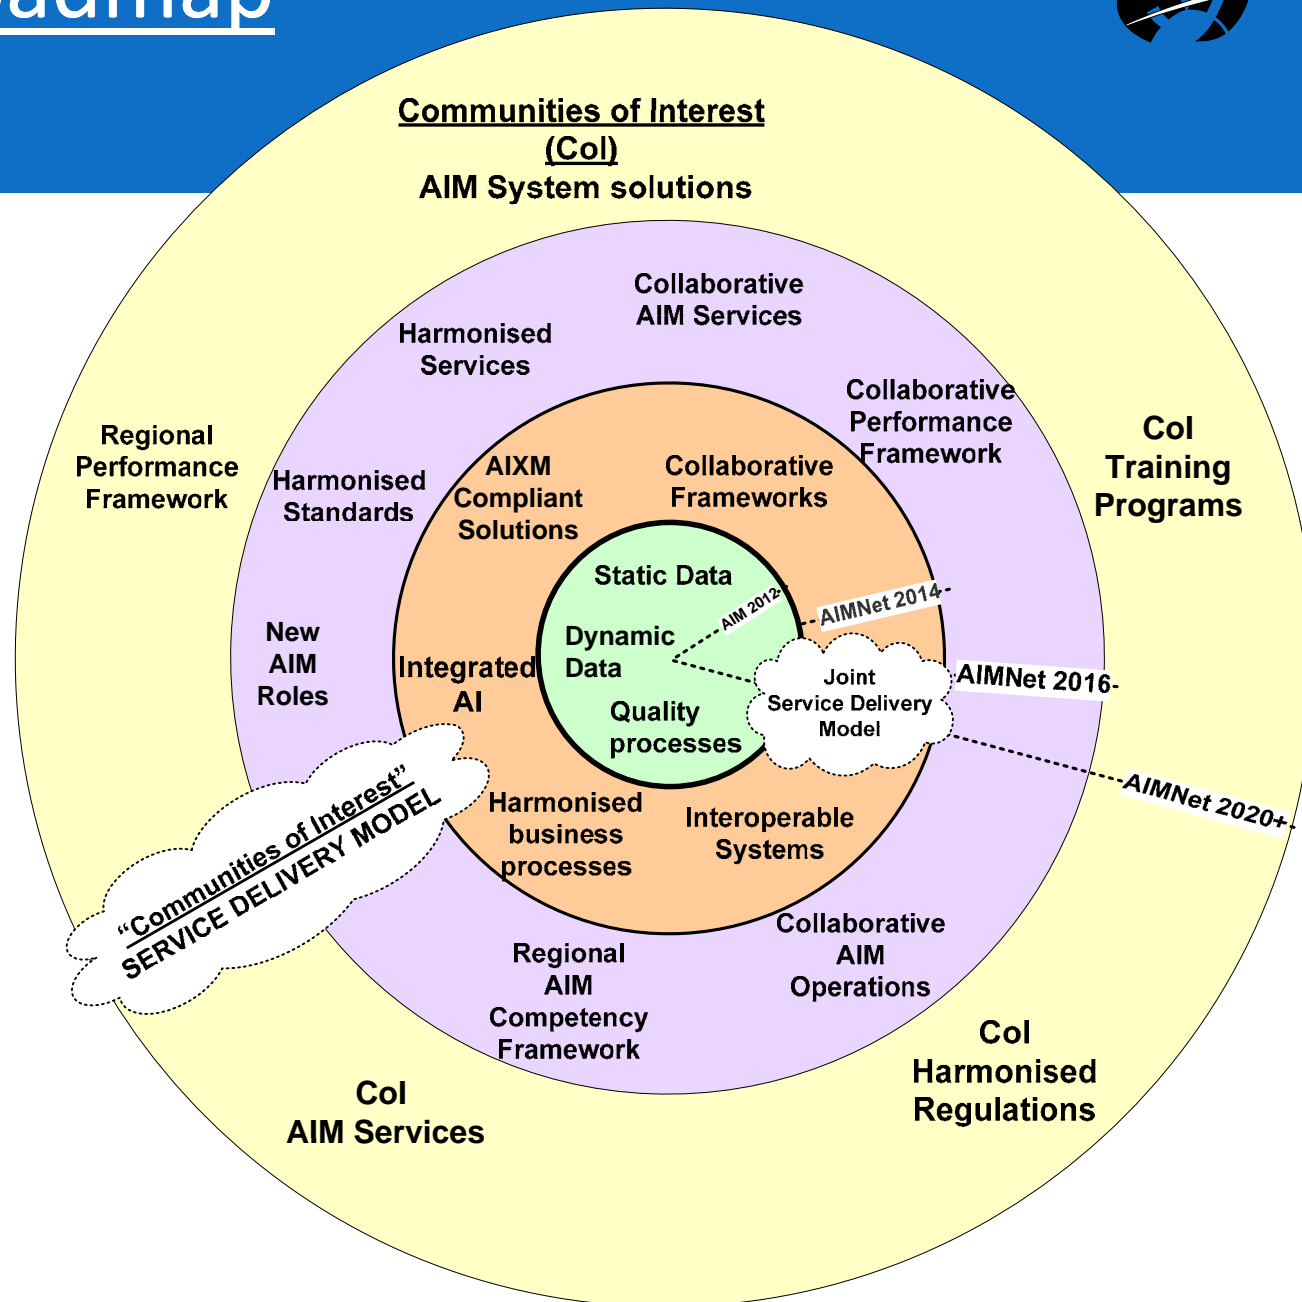 Communities of Interest
(CoI)
AIM System solutions
Collaborative
AIM Services
Harmonised
Services
Collaborative
Performance
Framework
Regional
Performance
Framework
CoI
Training
Programs
Harmonised
Standards
AIXM
Compliant
Solutions
Collaborative
Frameworks
Static Data
AIM 2012
AIMNet 2014
Dynamic
Data
New
AIM
Roles
Integrated
AI
Joint
Service Delivery
Model
AIMNet 2016
Quality
processes
AIMNet 2020+
"Communities of Interest"
SERVICE DELIVERY MODEL
Harmonised
business
processes
Interoperable
Systems
Regional
AIM
Competency
Framework
Collaborative
AIM
Operations
CoI
Harmonised
Regulations
CoI
AIM Services